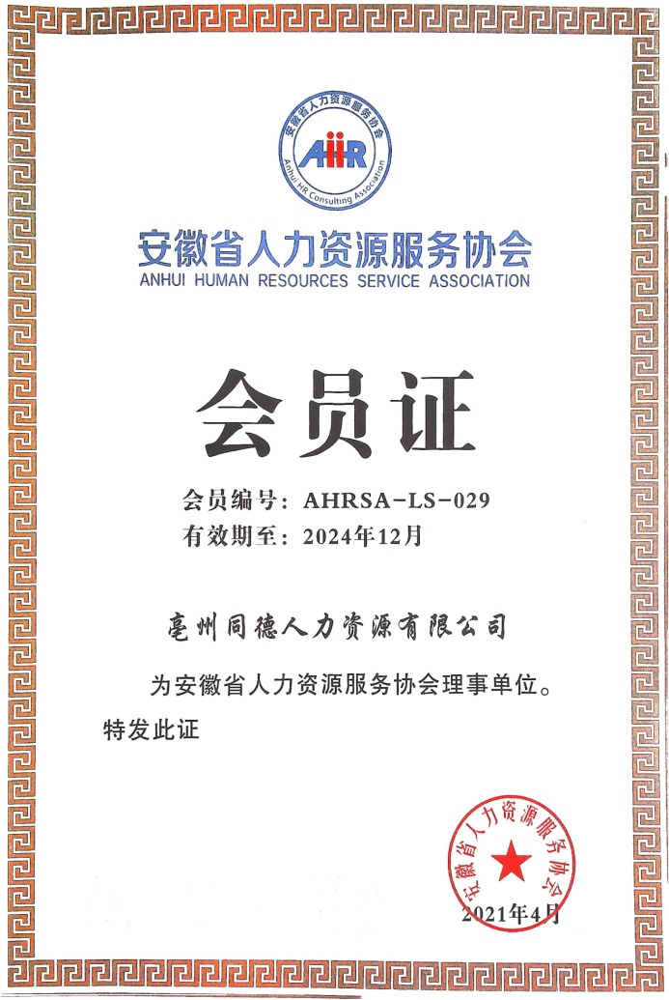 安徽省人力资源服务协会
AHR
Anhui HR Consulting Association
安徽省人力资源服务协会
ANHUI HUMAN RESOURCES SERVICE ASSOCIATION
会员证
会员编号：AHRSA-LS-029
有效期至：2024年12月
亳州同德人力资源有限公司
为安徽省人力资源服务协会理事单位。
特发此证
安徽省人力资源服务协会
2021年4月